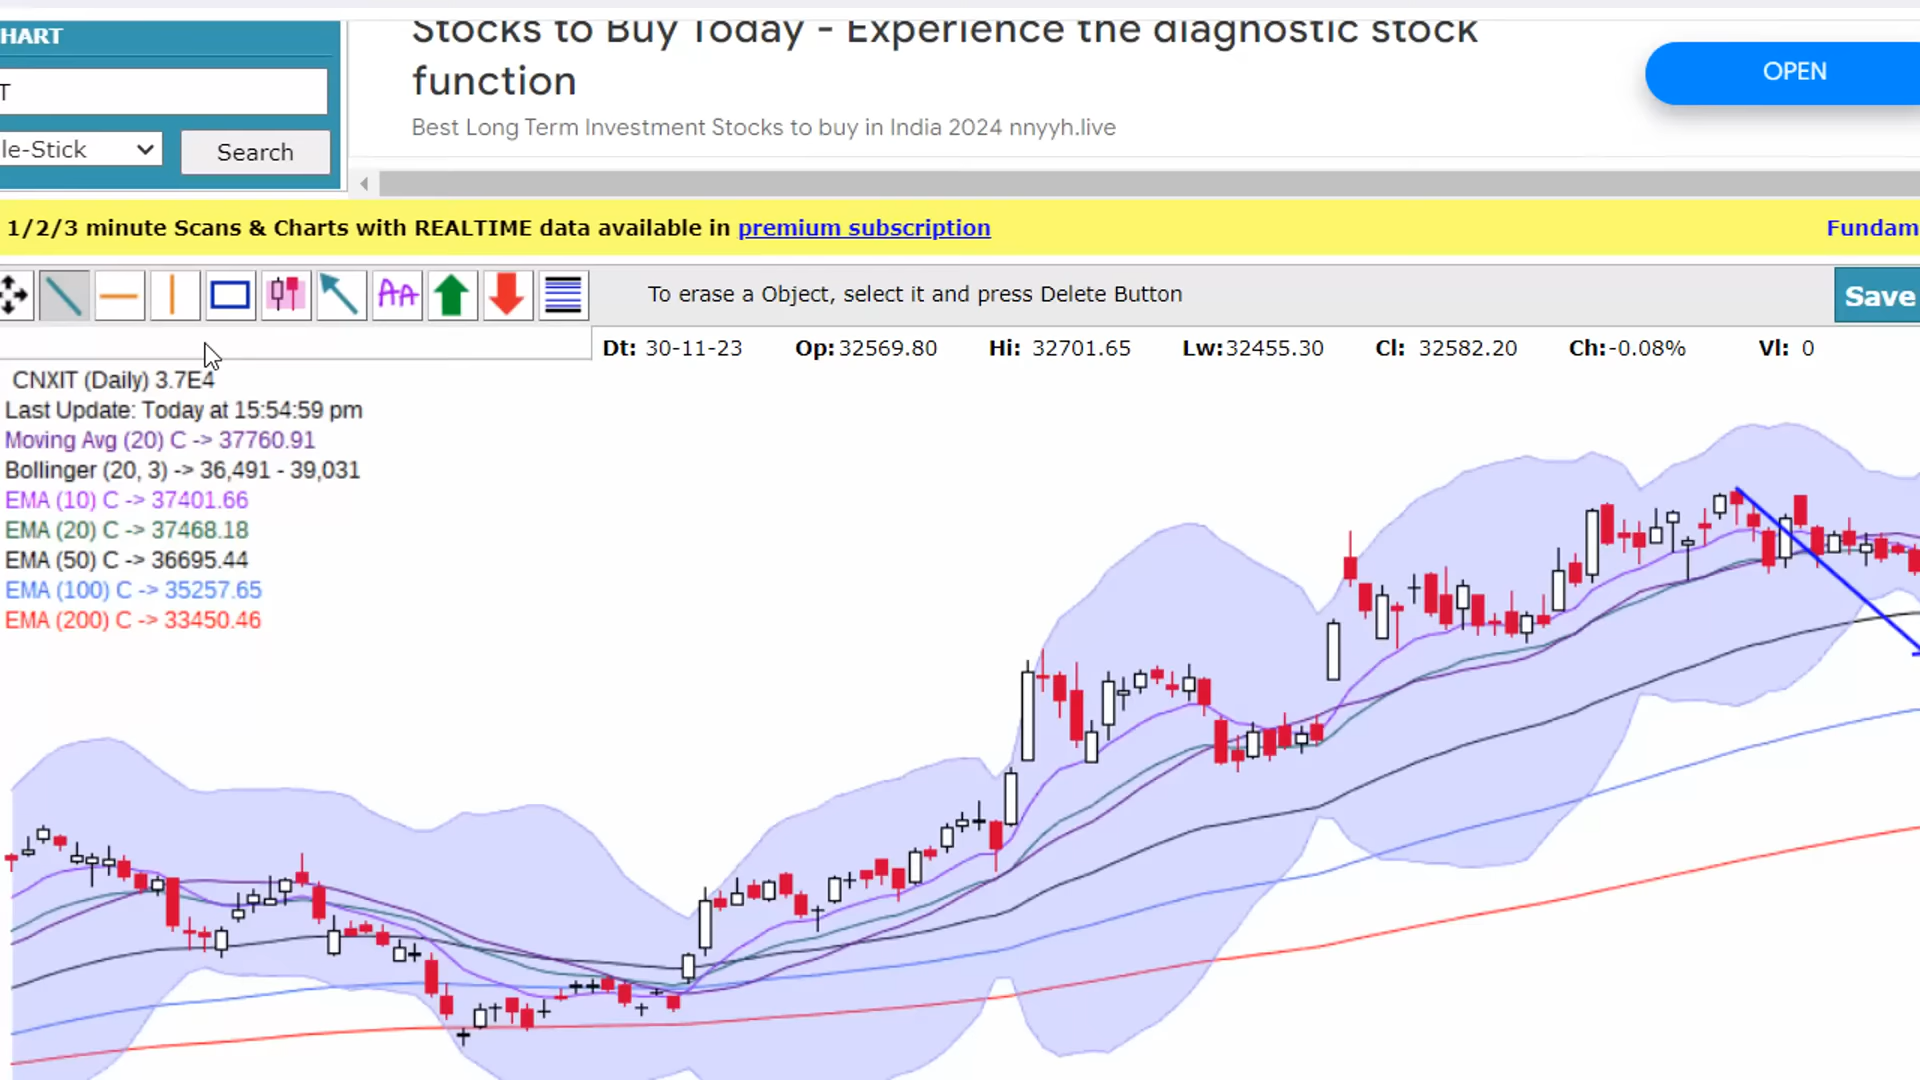 HART
Stocks to Buy Today - Experience the diagnostic stock
function
OPEN
T
Best Long Term Investment Stocks to buy in India 2024 nnyyh.live
le-Stick
Search
1/2/3 minute Scans & Charts with REALTIME data available in premium subscription
Fundam
AA
To erase a Object, select it and press Delete Button
Save
Dt: 30-11-23 Op:32569.80 Hi: 32701.65 Lw:32455.30 Cl: 32582.20 Ch:-0.08% Vl: 0
CNXIT (Daily) 3.7E4
Last Update: Today at 15:54:59 pm
Moving Avg (20) C -> 37760.91
Bollinger (20, 3) -> 36,491 - 39,031
EMA (10) C -> 37401.66
EMA (20) C -> 37468.18
EMA (50) C -> 36695.44
EMA (100) C -> 35257.65
EMA (200) C -> 33450.46